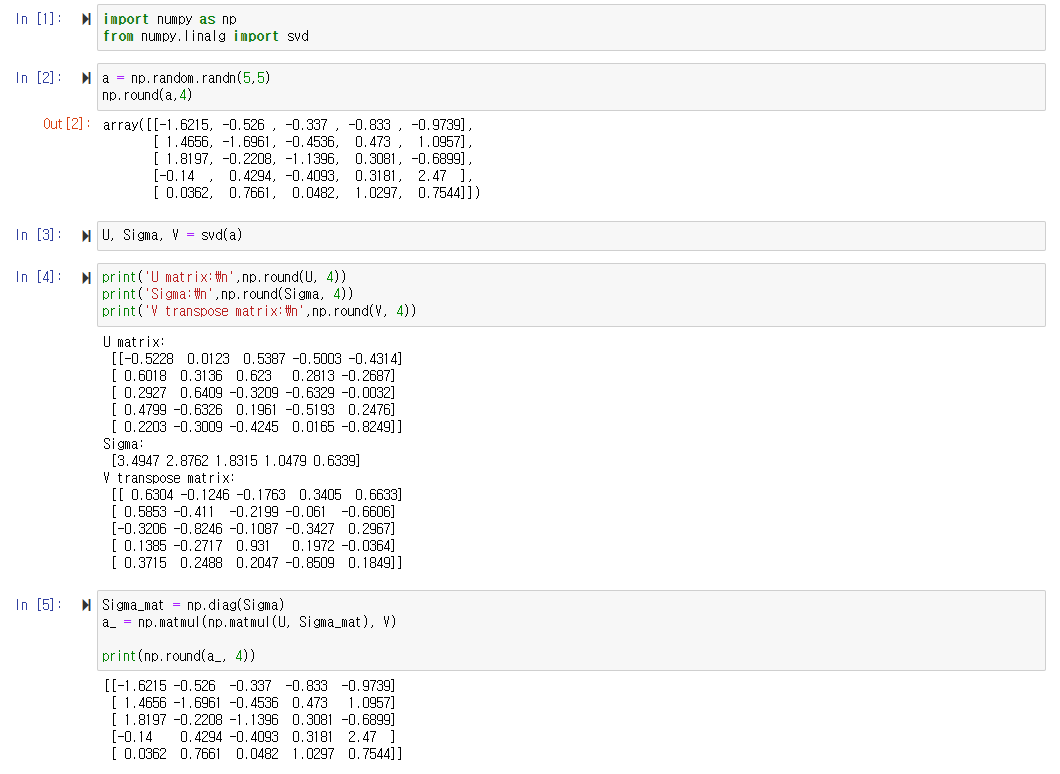 In [1]: import numpy as np
from numpy.linalg import svd
In [2]: a = np.random.randn(5,5)
np.round(a,4)
Out[2]: array([[-1.6215, -0.526 , -0.337 , -0.833 , -0.9739],
[ 1.4656, -1.6961, -0.4536,  0.473 ,  1.0957],
[ 1.8197, -0.2208, -1.1396,  0.3081, -0.6899],
[-0.14  ,  0.4294, -0.4093,  0.3181,  2.47  ],
[ 0.0362,  0.7661,  0.0482,  1.0297,  0.7544]])
In [3]: U, Sigma, V = svd(a)
In [4]: print('U matrix:₩n',np.round(U, 4))
print('Sigma:₩n',np.round(Sigma, 4))
print('V transpose matrix:₩n',np.round(V, 4))
U matrix:
[[-0.5228  0.0123  0.5387 -0.5003 -0.4314]
[ 0.6018  0.3136  0.623   0.2813 -0.2687]
[ 0.2927  0.6409 -0.3209 -0.6329 -0.0032]
[ 0.4799 -0.6326  0.1961 -0.5193  0.2476]
[ 0.2203 -0.3009 -0.4245  0.0165 -0.8249]]
Sigma:
[3.4947 2.8762 1.8315 1.0479 0.6339]
V transpose matrix:
[[ 0.6304 -0.1246 -0.1763  0.3405  0.6633]
[ 0.5853 -0.411  -0.2199 -0.061  -0.6606]
[-0.3206 -0.8246 -0.1087 -0.3427  0.2967]
[ 0.1385 -0.2717  0.931   0.1972 -0.0364]
[ 0.3715  0.2488  0.2047 -0.8509  0.1849]]
In [5]: Sigma_mat = np.diag(Sigma)
a_ = np.matmul(np.matmul(U, Sigma_mat), V)
print(np.round(a_, 4))
[[-1.6215 -0.526  -0.337  -0.833  -0.9739]
[ 1.4656 -1.6961 -0.4536  0.473   1.0957]
[ 1.8197 -0.2208 -1.1396  0.3081 -0.6899]
[-0.14    0.4294 -0.4093  0.3181  2.47  ]
[ 0.0362  0.7661  0.0482  1.0297  0.7544]]